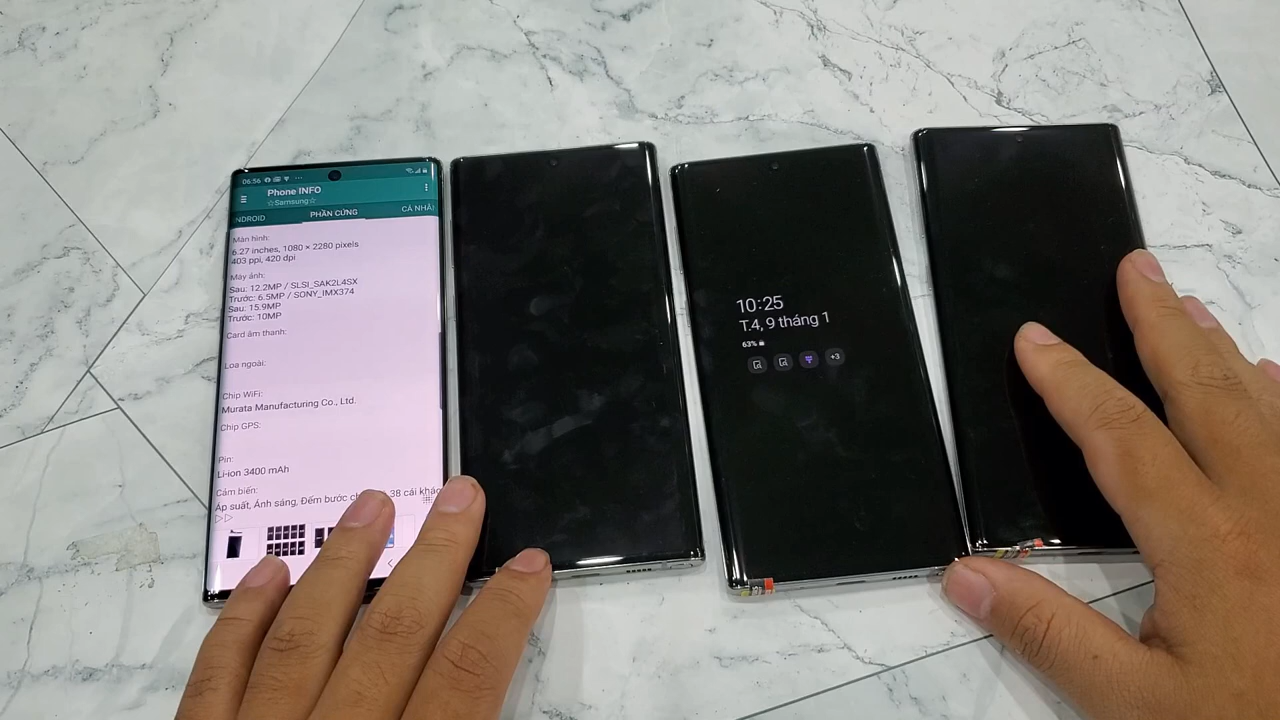 06:56
Phone INFO
☆Samsung☆
NDROID
PHẦN CỨNG
CÁ NHÂ
Màn hình:
6.27 inches, 1080 × 2280 pixels
403 ppi, 420 dpi
Máy ảnh:
Sau: 12.2MP / SLSI_SAK2L4SX
Trước: 6.5MP / SONY_IMX374
Sau: 15.9MP
Trước: 10MP
Card âm thanh:
Loa ngoài:
Chip WiFi:
Murata Manufacturing Co., Ltd.
Chip GPS:
Pin:
Li-ion 3400 mAh
Cảm biến:
Áp suất, Ánh sáng, Đếm bước 38 cái khác
10:25
T.4, 9 tháng 1
63%
+3